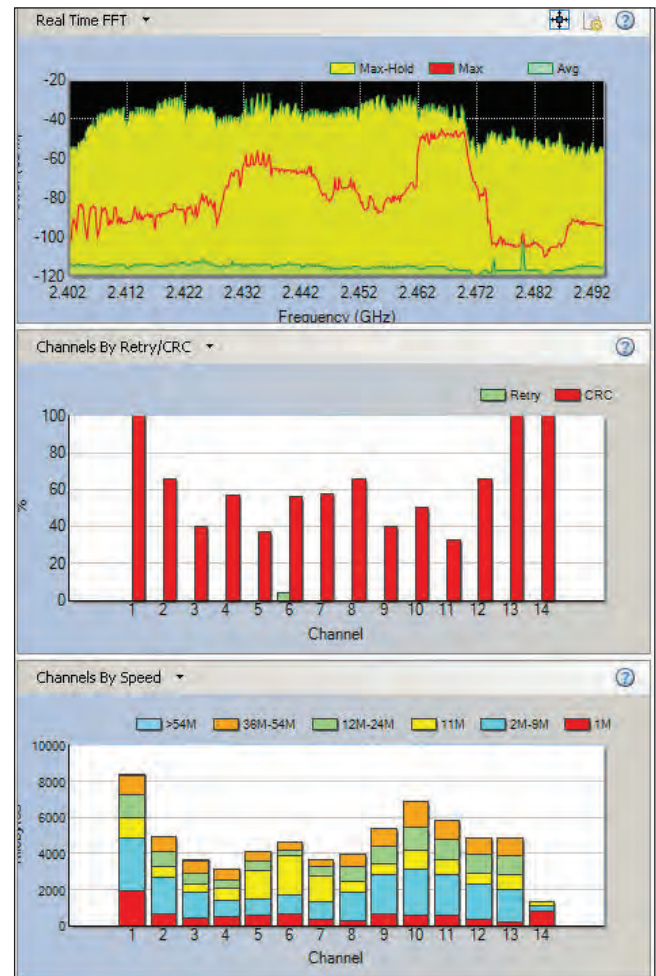 Real Time FFT
Max-Hold Max Avg
-20
-40
-60
-80
-100
-120
2.402 2.412 2.422 2.432 2.442 2.452 2.462 2.472 2.482 2.492
Frequency (GHz)
Channels By Retry/CRC
Retry CRC
100
80
60
40
20
0
%
1 2 3 4 5 6 7 8 9 10 11 12 13 14
Channel
Channels By Speed
>54M 36M-54M 12M-24M 11M 2M-9M 1M
10000
8000
6000
4000
2000
0
1 2 3 4 5 6 7 8 9 10 11 12 13 14
Channel